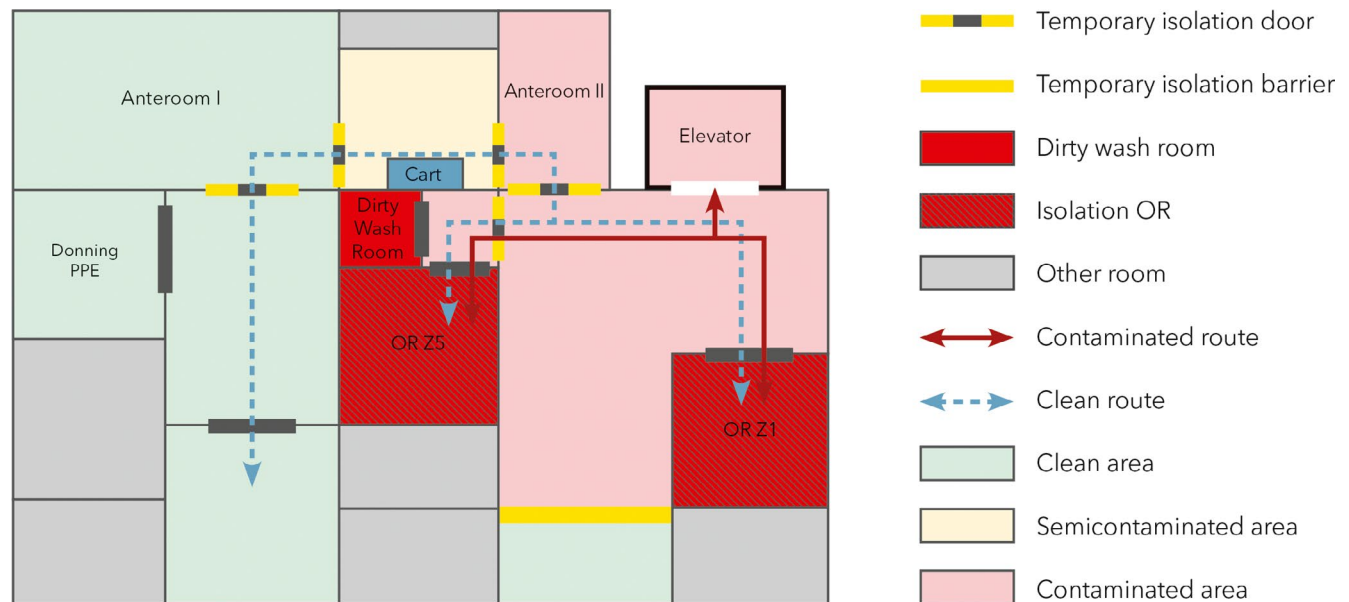 Anteroom I
Anteroom II
Elevator
Cart
Dirty
Wash
Room
Donning
PPE
OR Z5
OR Z1
Temporary isolation door
Temporary isolation barrier
Dirty wash room
Isolation OR
Other room
Contaminated route
Clean route
Clean area
Semicontaminated area
Contaminated area